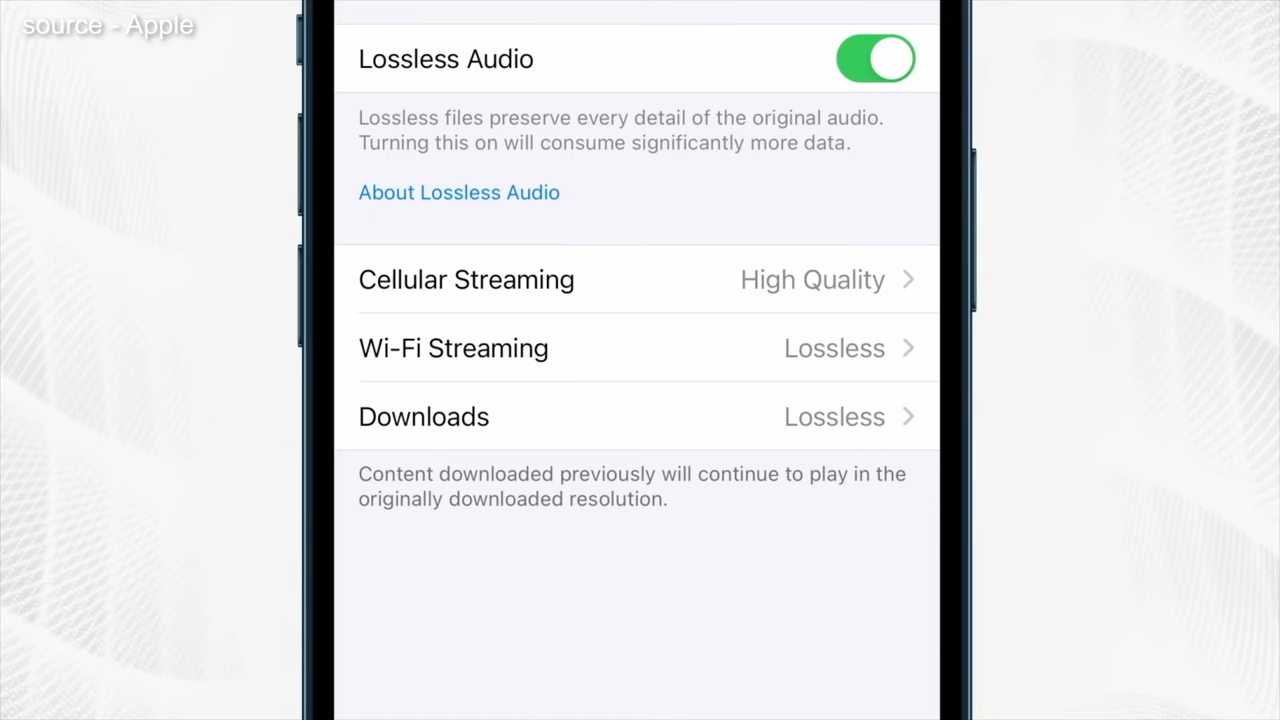 source - Apple
Lossless Audio
Lossless files preserve every detail of the original audio.
Turning this on will consume significantly more data.
About Lossless Audio
Cellular Streaming High Quality
Wi-Fi Streaming Lossless
Downloads Lossless
Content downloaded previously will continue to play in the
originally downloaded resolution.